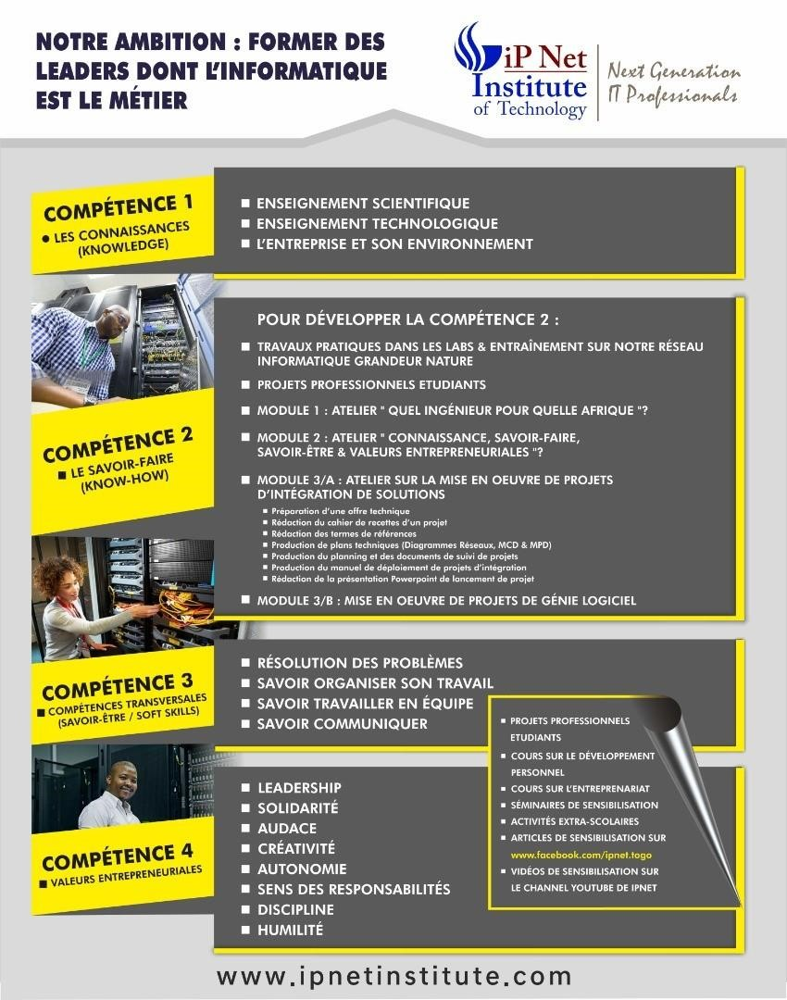 NOTRE AMBITION : FORMER DES
LEADERS DONT L'INFORMATIQUE
EST LE MÉTIER
iP Net
Institute
of Technology
Next Generation
IT Professionals
COMPÉTENCE 1
● LES CONNAISSANCES
(KNOWLEDGE)
■ ENSEIGNEMENT SCIENTIFIQUE
■ ENSEIGNEMENT TECHNOLOGIQUE
■ L'ENTREPRISE ET SON ENVIRONNEMENT
COMPÉTENCE 2
■ LE SAVOIR-FAIRE
(KNOW-HOW)
POUR DÉVELOPPER LA COMPÉTENCE 2 :
■ TRAVAUX PRATIQUES DANS LES LABS & ENTRAÎNEMENT SUR NOTRE RÉSEAU
INFORMATIQUE GRANDEUR NATURE
■ PROJETS PROFESSIONNELS ETUDIANTS
■ MODULE 1 : ATELIER " QUEL INGÉNIEUR POUR QUELLE AFRIQUE "?
■ MODULE 2 : ATELIER " CONNAISSANCE, SAVOIR-FAIRE,
SAVOIR-ÊTRE & VALEURS ENTREPRENEURIALES "?
■ MODULE 3/A : ATELIER SUR LA MISE EN OEUVRE DE PROJETS
D'INTÉGRATION DE SOLUTIONS
■ Préparation d'une offre technique
■ Rédaction du cahier de recettes d'un projet
■ Rédaction des termes de références
■ Production de plans techniques (Diagrammes Réseaux, MCD & MPD)
■ Production du planning et des documents de suivi de projets
■ Production du manuel de déploiement de projets d'intégration
■ Rédaction de la présentation Powerpoint de lancement de projet
■ MODULE 3/B : MISE EN OEUVRE DE PROJETS DE GÉNIE LOGICIEL
COMPÉTENCE 3
■ COMPÉTENCES TRANSVERSALES
(SAVOIR-ÊTRE / SOFT SKILLS)
■ RÉSOLUTION DES PROBLÈMES
■ SAVOIR ORGANISER SON TRAVAIL
■ SAVOIR TRAVAILLER EN ÉQUIPE
■ SAVOIR COMMUNIQUER
■ PROJETS PROFESSIONNELS
ETUDIANTS
■ COURS SUR LE DÉVELOPPEMENT
PERSONNEL
■ COURS SUR L'ENTREPRENARIAT
■ SÉMINAIRES DE SENSIBILISATION
■ ACTIVITÉS EXTRA-SCOLAIRES
■ ARTICLES DE SENSIBILISATION SUR
www.facebook.com/ipnet.togo
■ VIDÉOS DE SENSIBILISATION SUR
LE CHANNEL YOUTUBE DE IPNET
COMPÉTENCE 4
■ VALEURS ENTREPRENEURIALES
■ LEADERSHIP
■ SOLIDARITÉ
■ AUDACE
■ CRÉATIVITÉ
■ AUTONOMIE
■ SENS DES RESPONSABILITÉS
■ DISCIPLINE
■ HUMILITÉ
www.ipnetinstitute.com